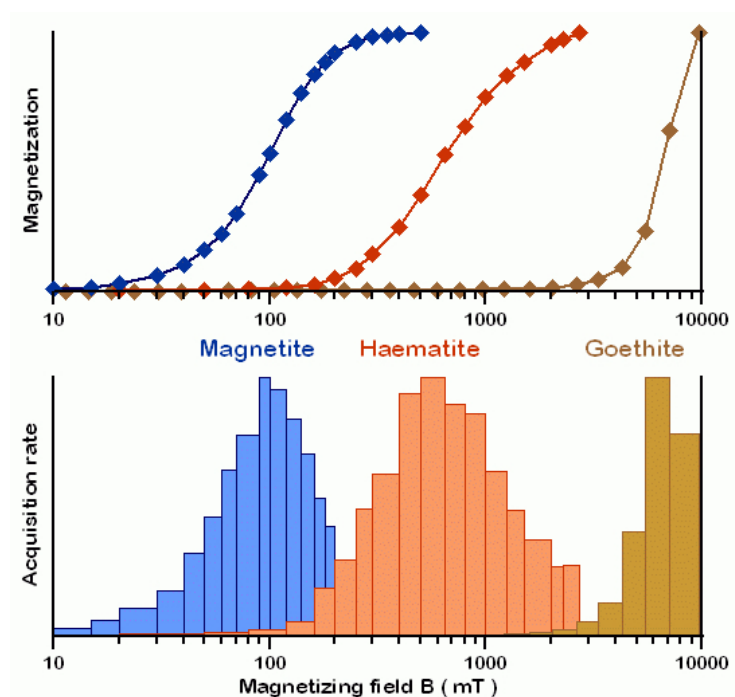 Magnetization
10 100 1000 10000
Magnetite Haematite Goethite
Acquisition rate
10 100 1000 10000
Magnetizing field B ( mT )